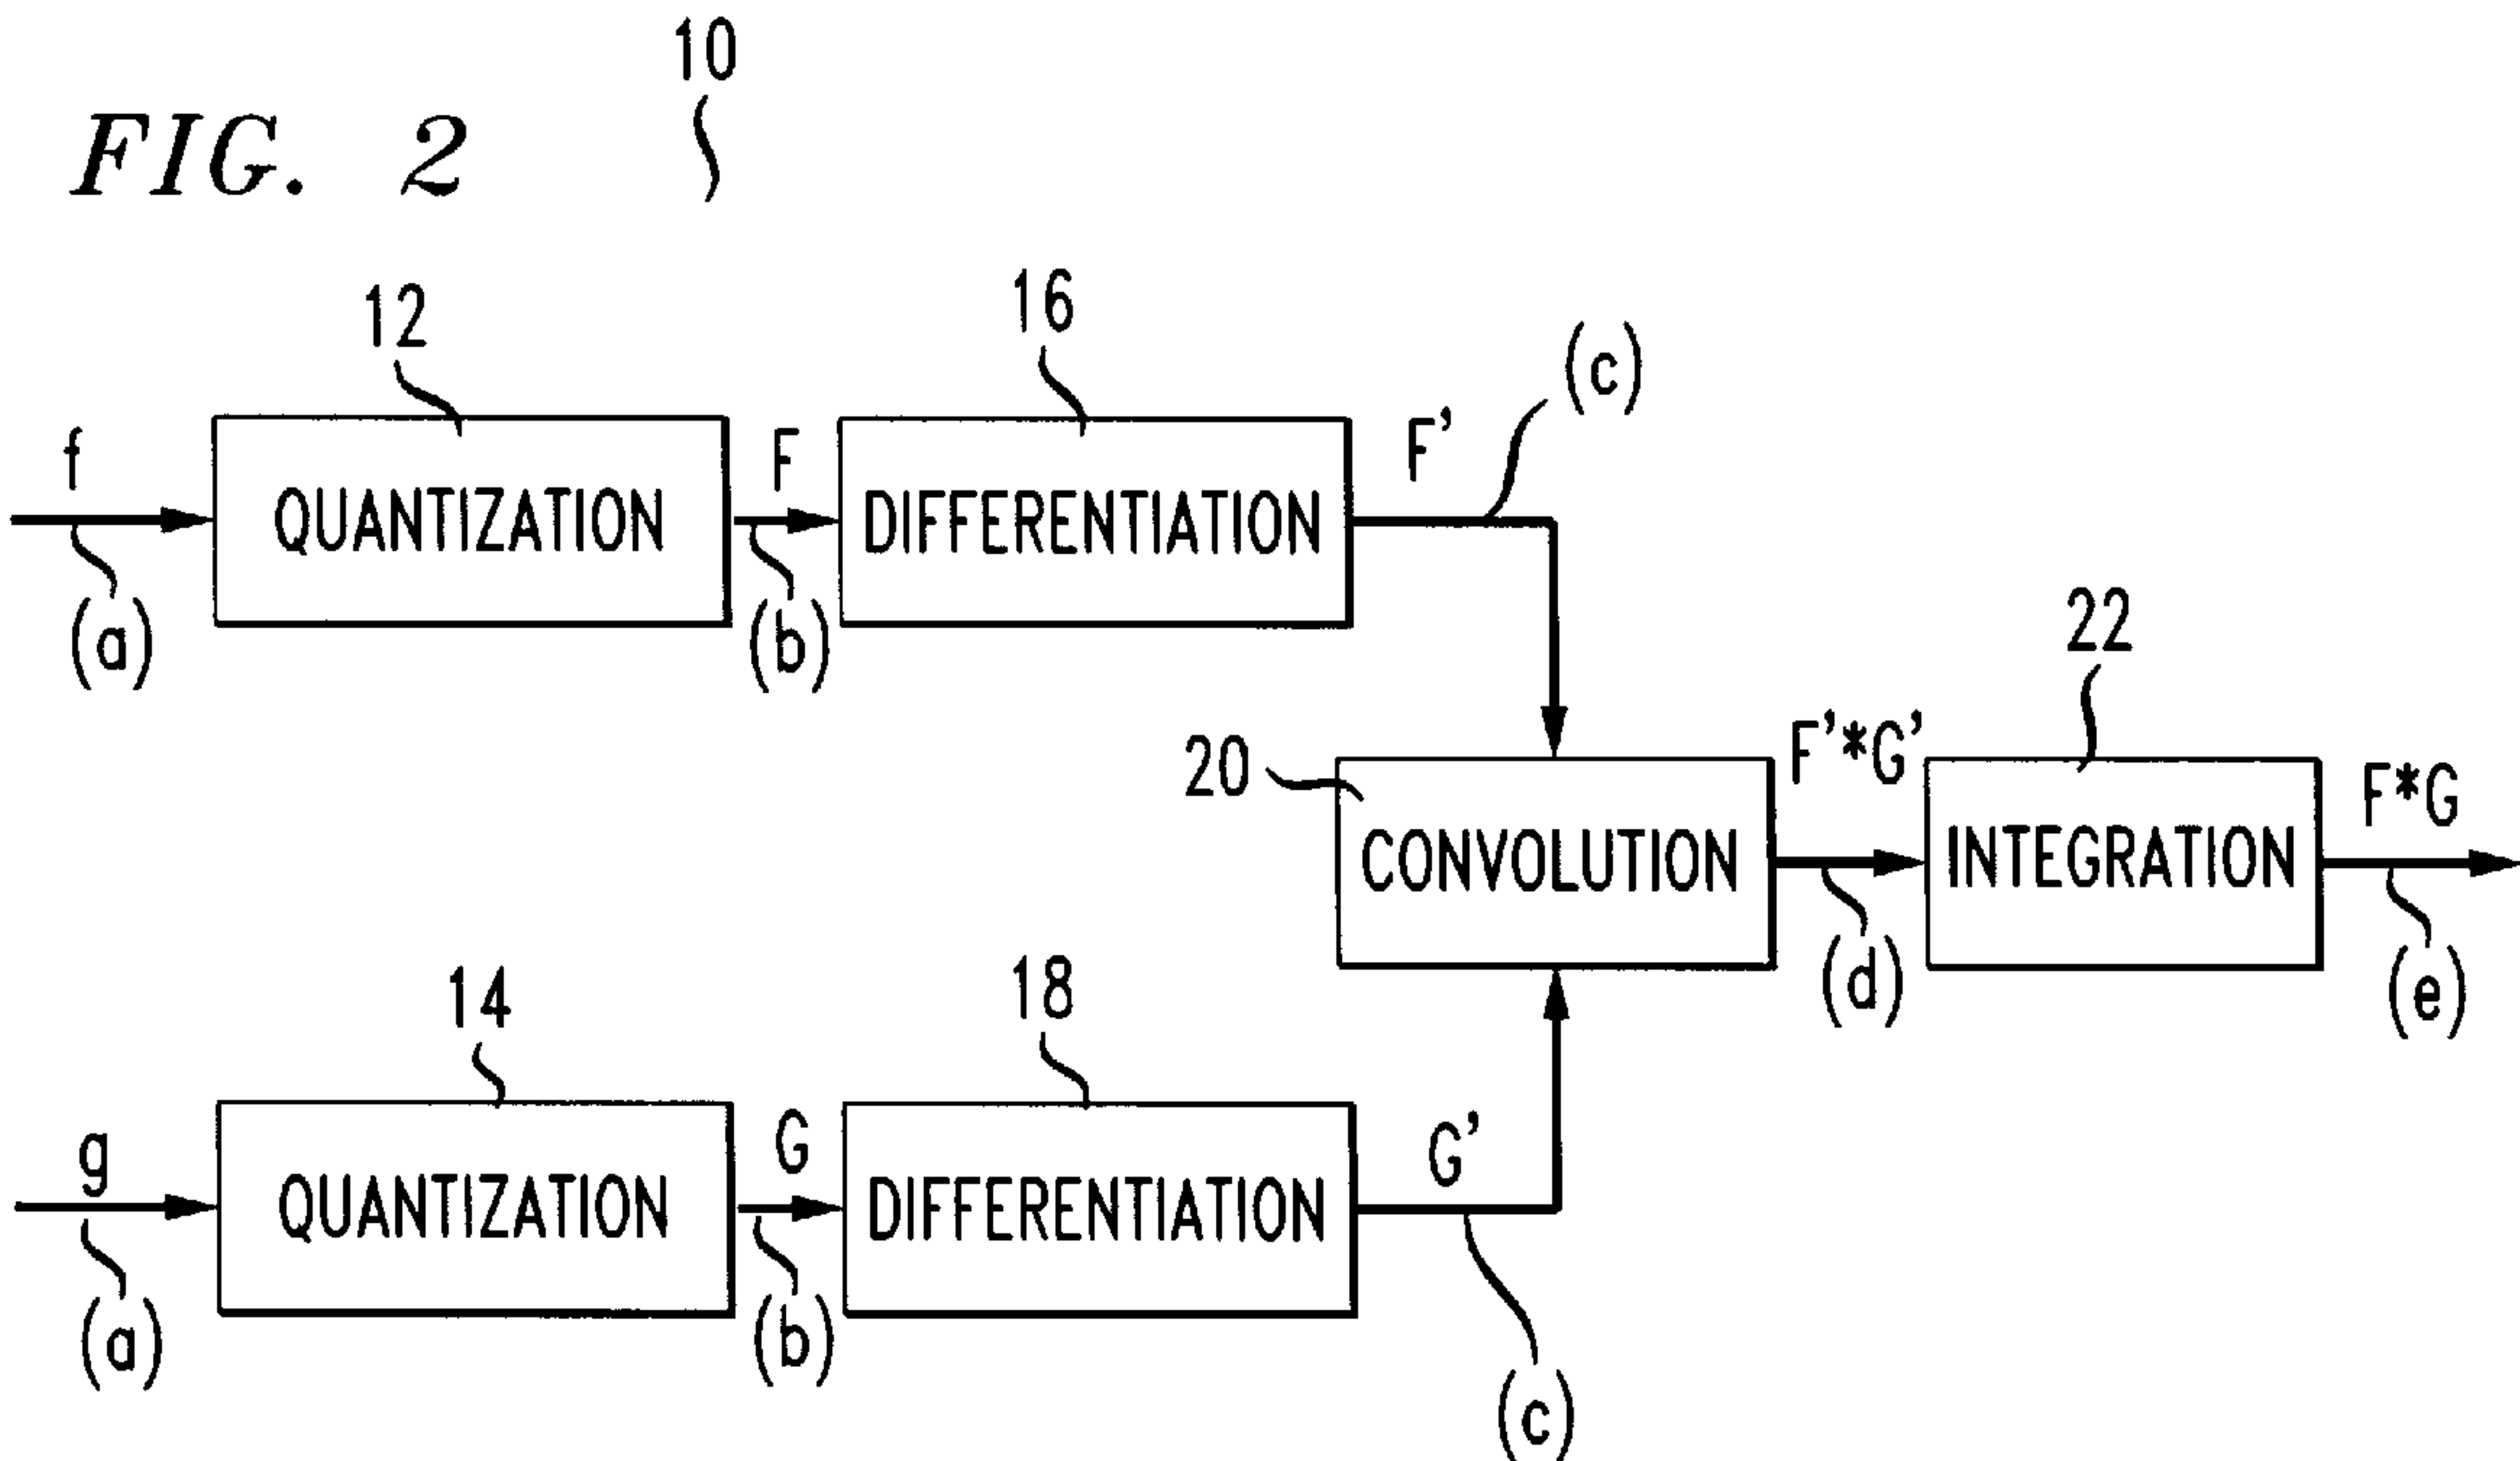 10
FIG. 2
12
16
(c)
f
F
F'
QUANTIZATION
DIFFERENTIATION
(a)
(b)
22
20
F'*G'
F*G
CONVOLUTION
INTEGRATION
(d)
(e)
14
18
g
G
G'
QUANTIZATION
DIFFERENTIATION
(a)
(b)
(c)